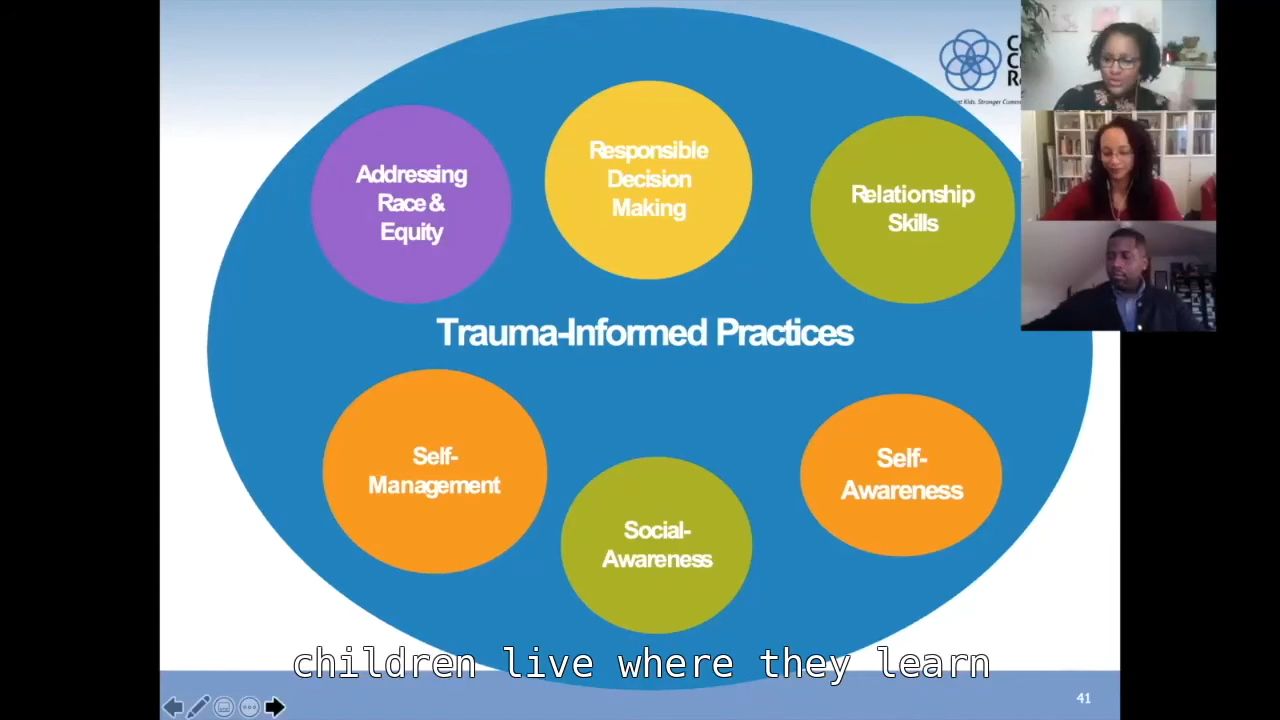 Addressing
Race &
Equity
Responsible
Decision
Making
Relationship
Skills
Trauma-Informed Practices
Self-
Management
Social-
Awareness
Self-
Awareness
children live where they learn
41